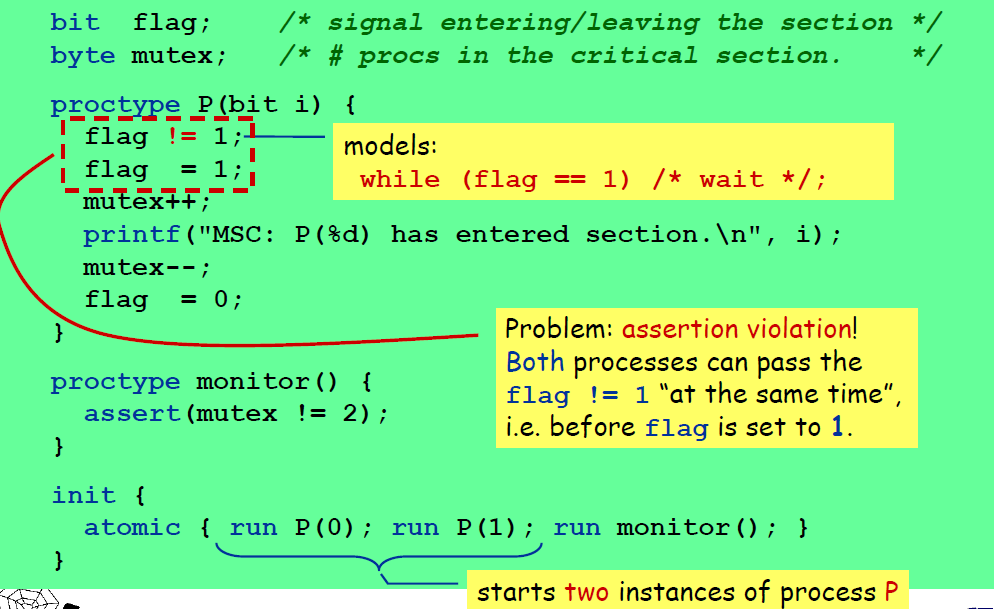 bit  flag;    /* signal entering/leaving the section */
byte mutex;   /* # procs in the critical section.    */
proctype P(bit i) {
  flag != 1;
  flag  = 1;
  mutex++;
  printf("MSC: P(%d) has entered section.\n", i);
  mutex--;
  flag  = 0;
}
models:
while (flag == 1) /* wait */;
Problem: assertion violation!
Both processes can pass the
flag != 1 “at the same time”,
i.e. before flag is set to 1.
proctype monitor() {
  assert(mutex != 2);
}
init {
  atomic { run P(0); run P(1); run monitor(); }
}
starts two instances of process P